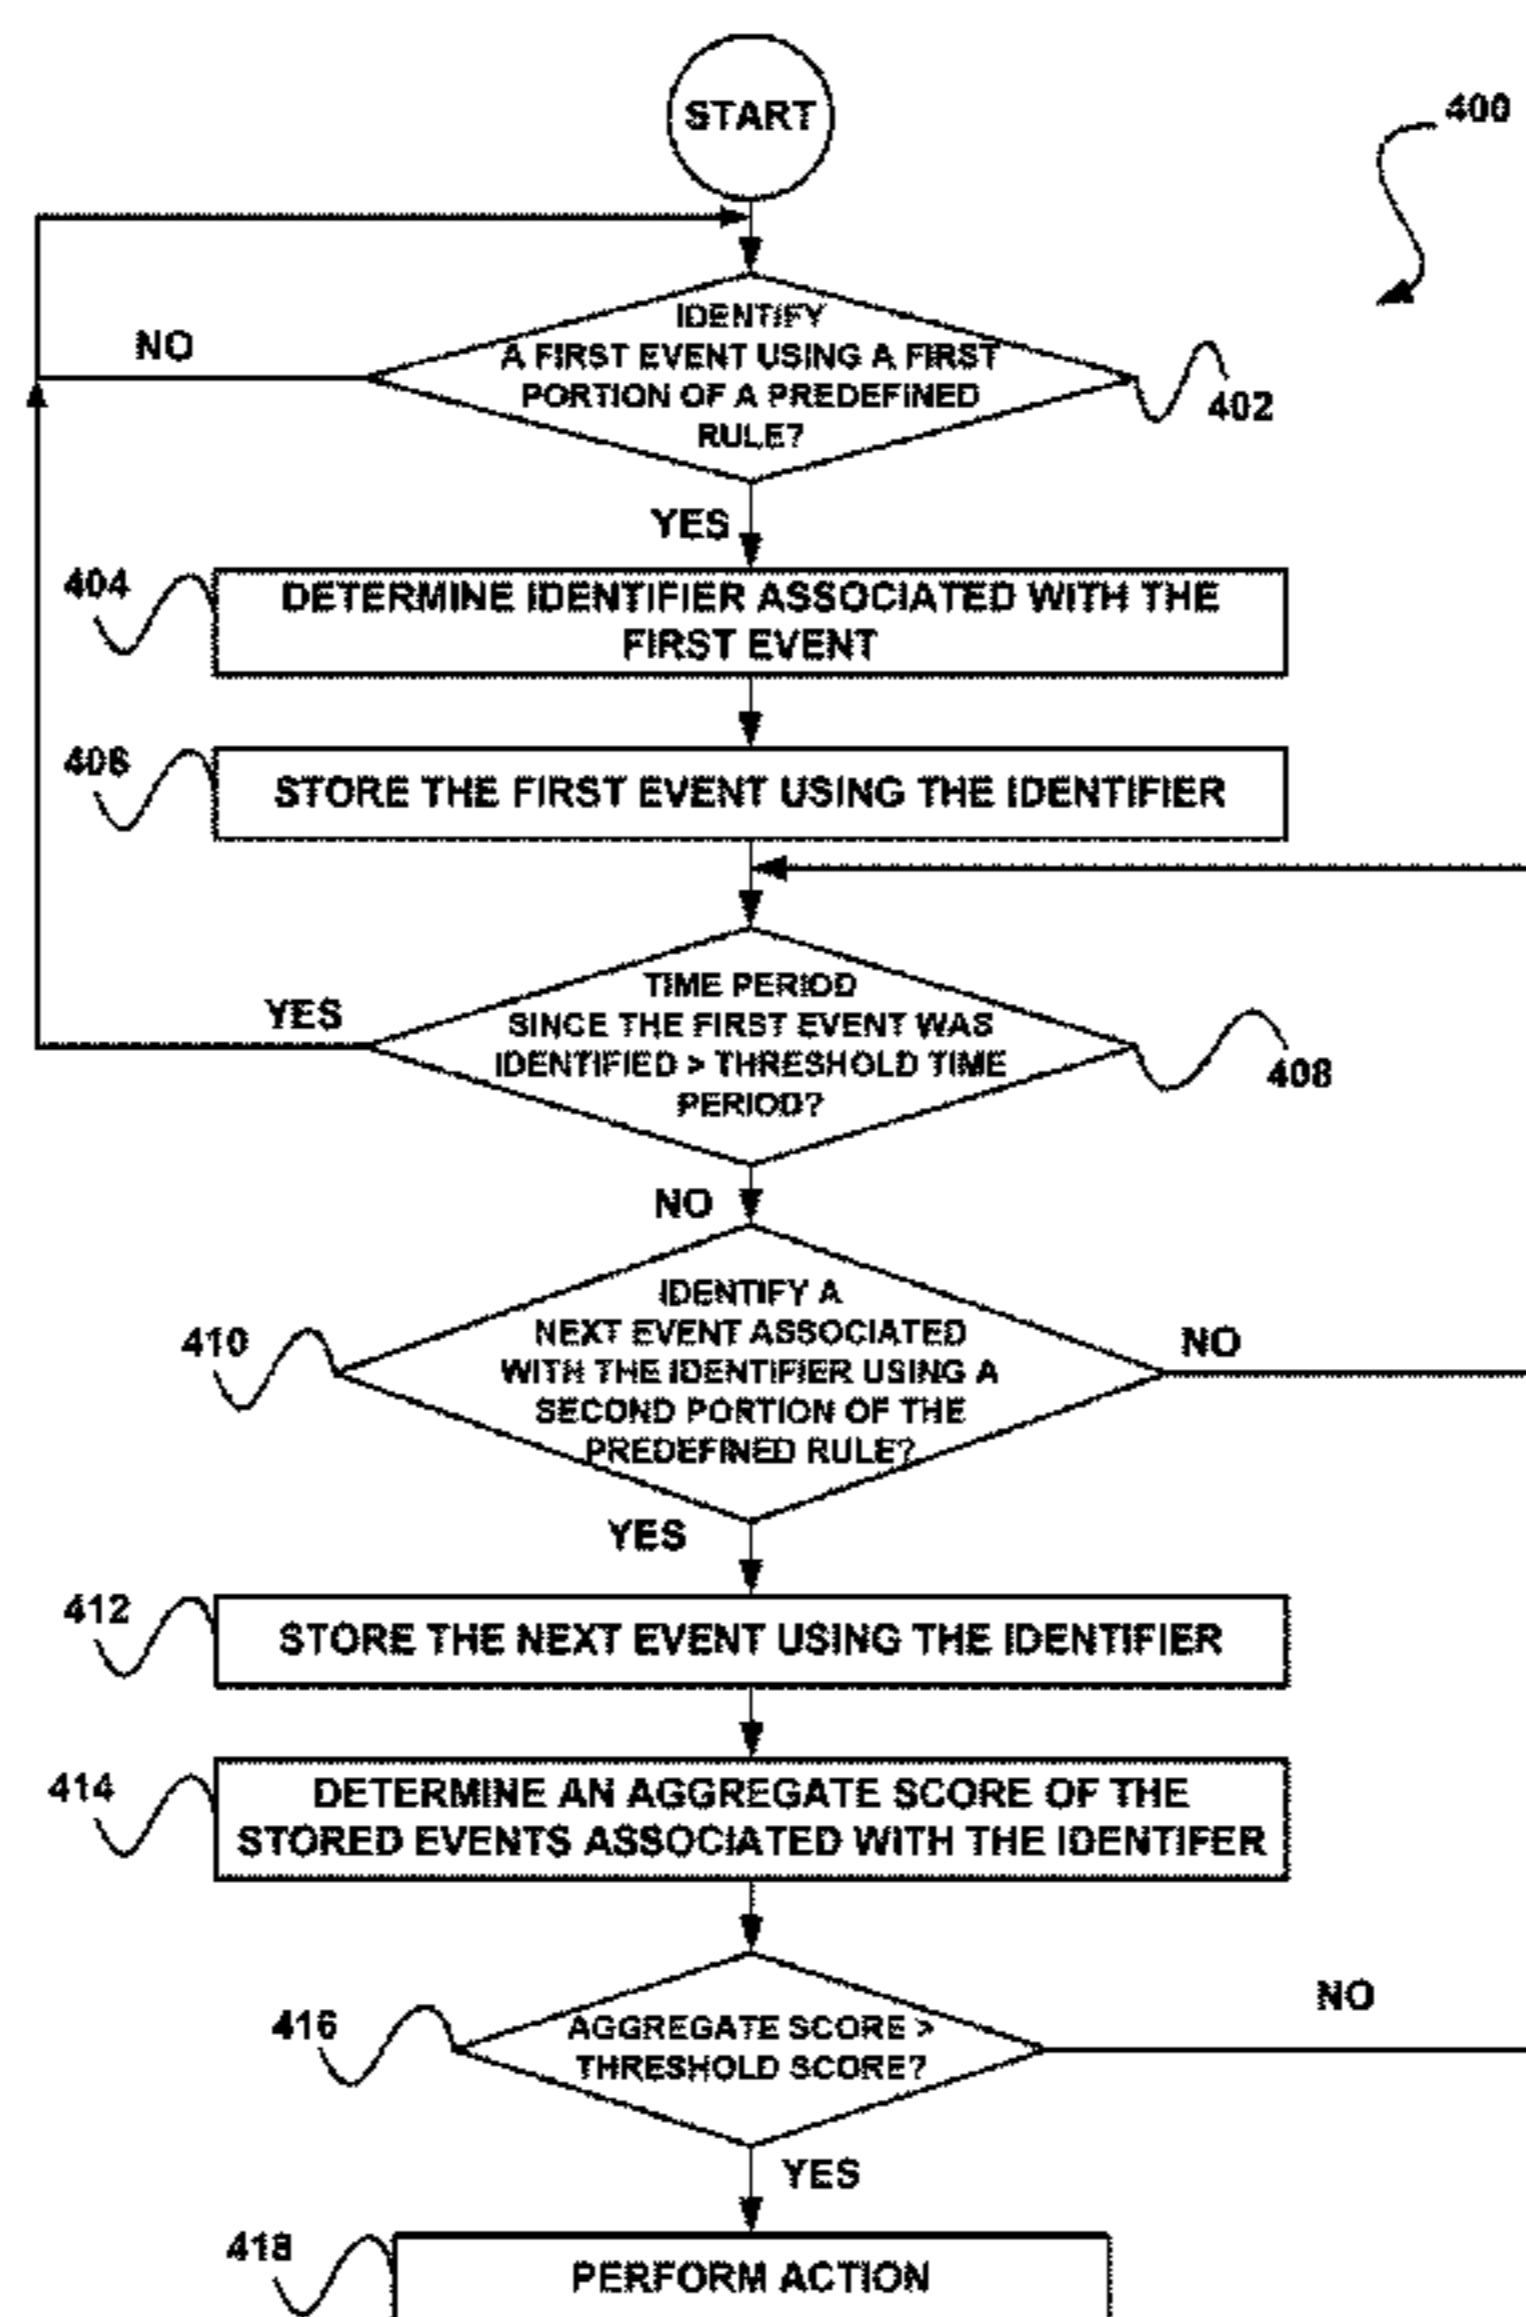 START
400
IDENTIFY
A FIRST EVENT USING A FIRST
PORTION OF A PREDEFINED
RULE?
NO
402
YES
404
DETERMINE IDENTIFIER ASSOCIATED WITH THE
FIRST EVENT
406
STORE THE FIRST EVENT USING THE IDENTIFIER
TIME PERIOD
SINCE THE FIRST EVENT WAS
IDENTIFIED > THRESHOLD TIME
PERIOD?
YES
408
NO
IDENTIFY A
NEXT EVENT ASSOCIATED
WITH THE IDENTIFIER USING A
SECOND PORTION OF THE
PREDEFINED RULE?
410
NO
YES
412
STORE THE NEXT EVENT USING THE IDENTIFIER
414
DETERMINE AN AGGREGATE SCORE OF THE
STORED EVENTS ASSOCIATED WITH THE IDENTIFER
416
AGGREGATE SCORE >
THRESHOLD SCORE?
NO
YES
418
PERFORM ACTION